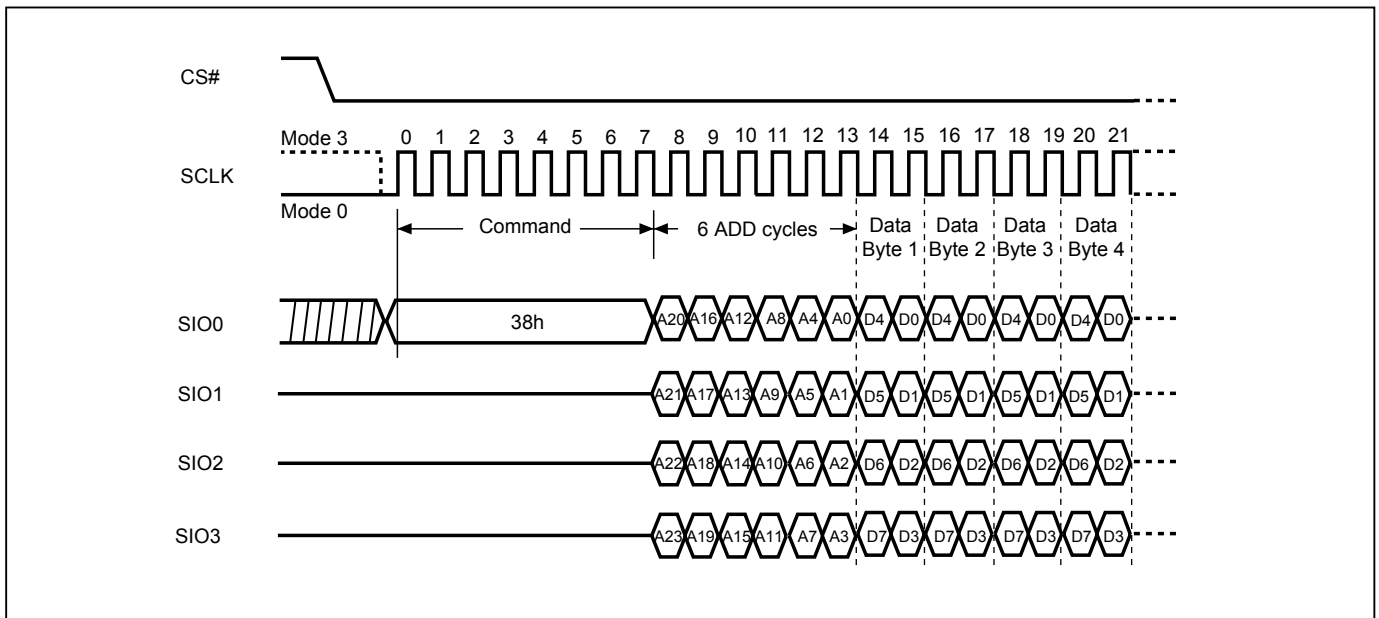 CS#
Mode 3
0 1 2 3 4 5 6 7 8 9 10 11 12 13 14 15 16 17 18 19 20 21
SCLK
Mode 0
Command
6 ADD cycles
Data
Byte 1
Data
Byte 2
Data
Byte 3
Data
Byte 4
SIO0
38h
A20 A16 A12 A8 A4 A0 D4 D0 D4 D0 D4 D0 D4 D0
SIO1
A21 A17 A13 A9 A5 A1 D5 D1 D5 D1 D5 D1 D5 D1
SIO2
A22 A18 A14 A10 A6 A2 D6 D2 D6 D2 D6 D2 D6 D2
SIO3
A23 A19 A15 A11 A7 A3 D7 D3 D7 D3 D7 D3 D7 D3